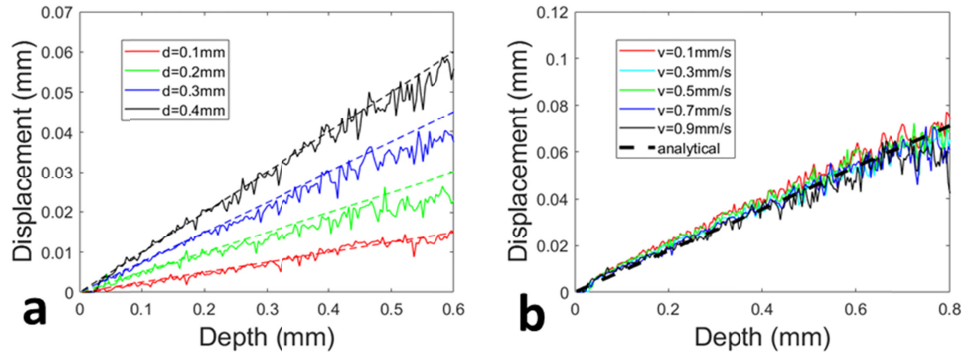 0.07
0.06
0.05
0.04
0.03
0.02
0.01
0
Displacement (mm)
d=0.1mm
d=0.2mm
d=0.3mm
d=0.4mm
0 0.1 0.2 0.3 0.4 0.5 0.6
Depth (mm)
a
0.12
0.1
0.08
0.06
0.04
0.02
0
Displacement (mm)
v=0.1mm/s
v=0.3mm/s
v=0.5mm/s
v=0.7mm/s
v=0.9mm/s
analytical
0 0.2 0.4 0.6 0.8
Depth (mm)
b